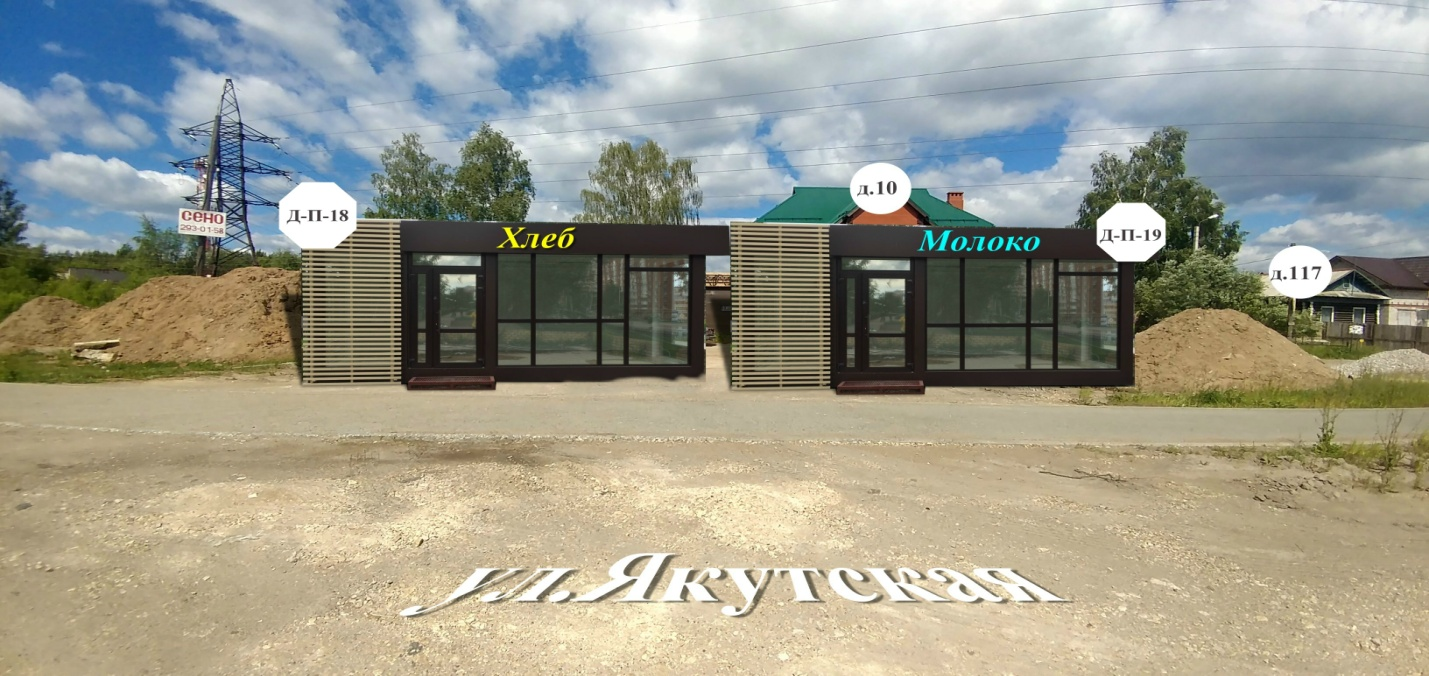 д.10
СЕНО
293-01-58
Д-П-18
Хлеб
Молоко
Д-П-19
д.117
ул.Якутская